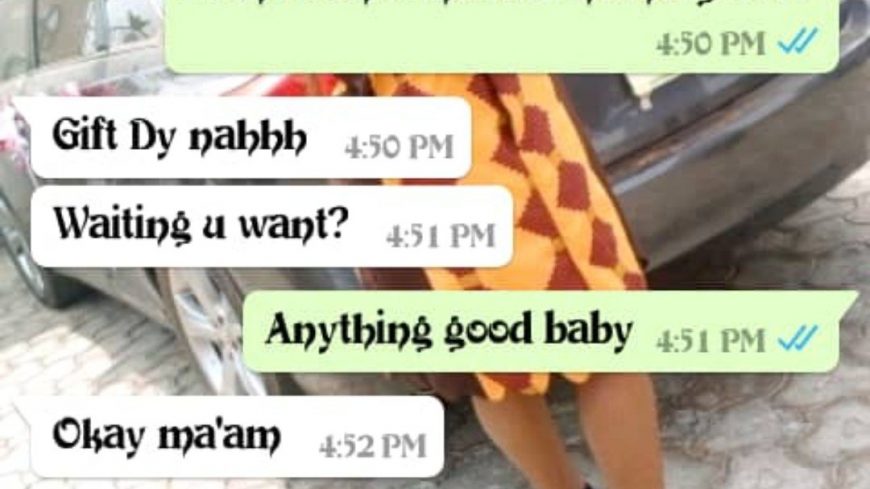 4:50 PM
Gift Dy nahhh 4:50 PM
Waiting u want? 4:51 PM
Anything good baby 4:51 PM
Okay ma'am 4:52 PM